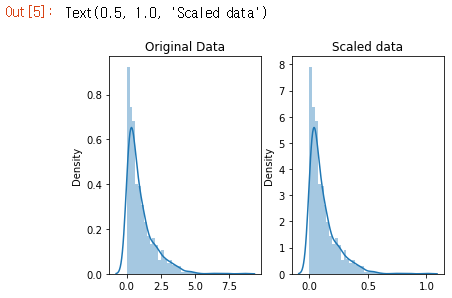 Out[5]: Text(0.5, 1.0, 'Scaled data')
Original Data
Scaled data
Density
0.8
0.6
0.4
0.2
0.0
0.0 2.5 5.0 7.5
Density
8
7
6
5
4
3
2
1
0
0.0 0.5 1.0